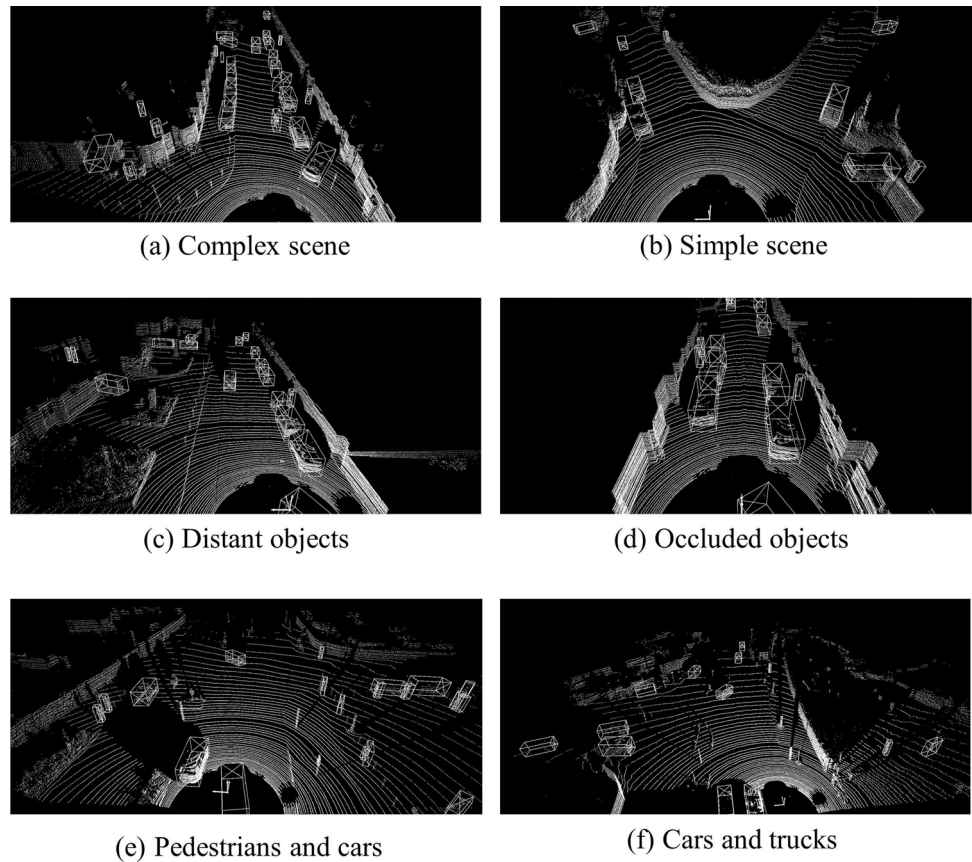 (a) Complex scene
(b) Simple scene
(c) Distant objects
(d) Occluded objects
(e) Pedestrians and cars
(f) Cars and trucks